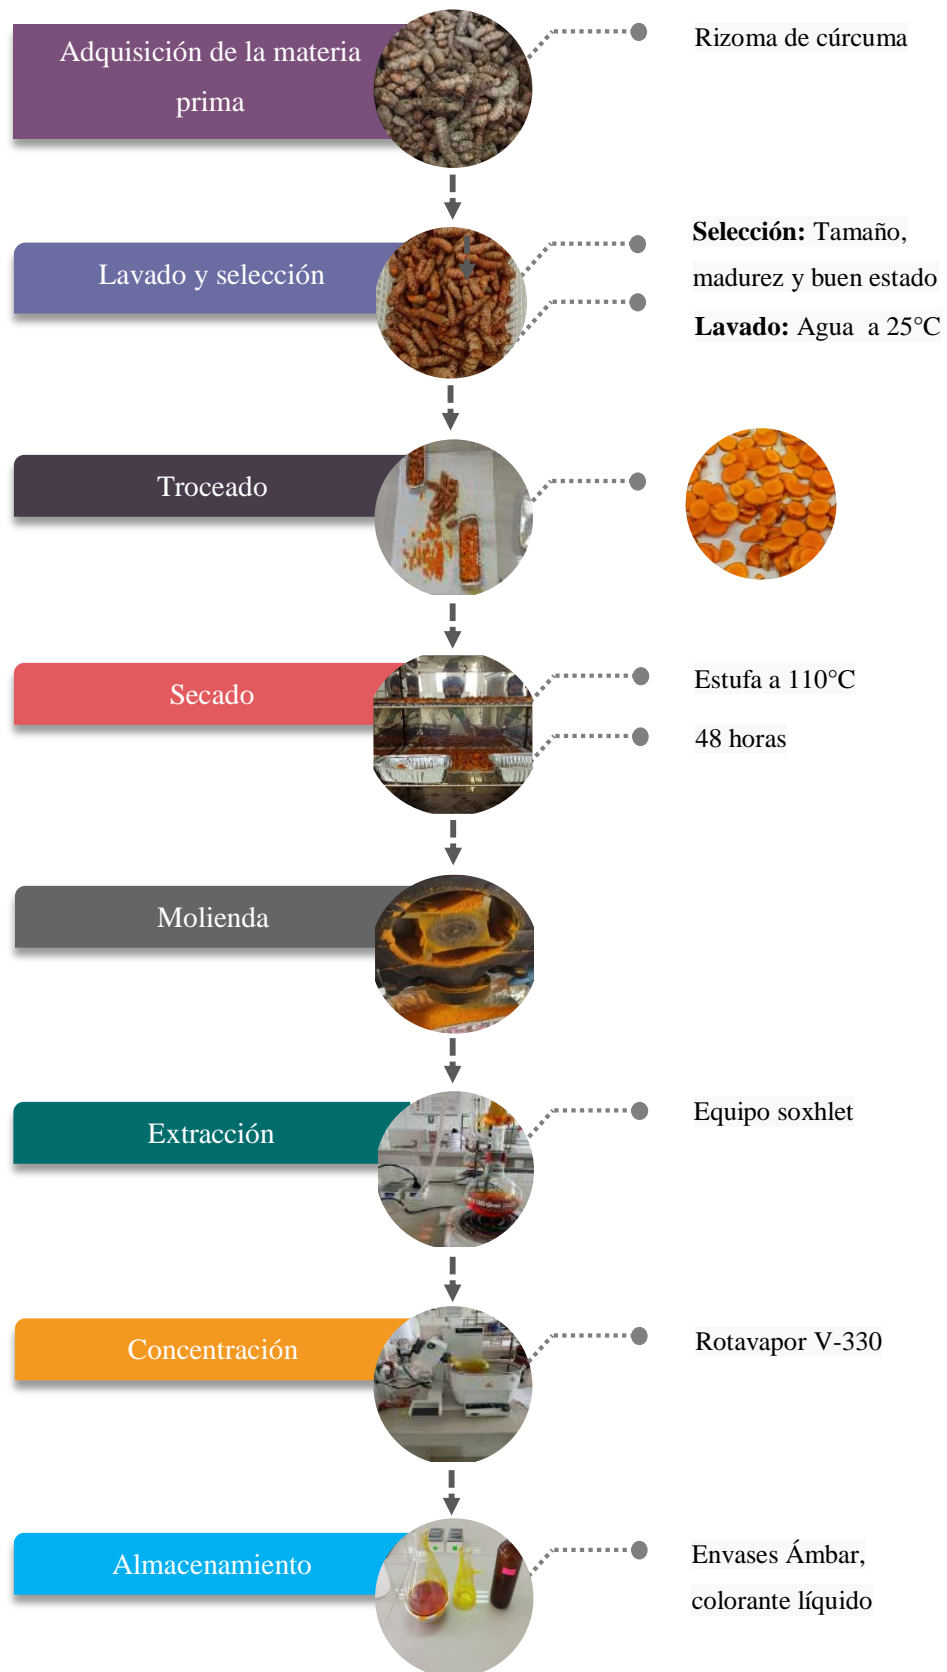 Adquisición de la materia
prima
Rizoma de cúrcuma
Lavado y selección
Selección: Tamaño,
madurez y buen estado
Lavado: Agua a 25°C
Troceado
Secado
Estufa a 110°C
48 horas
Molienda
Extracción
Equipo soxhlet
Concentración
Rotavapor V-330
Almacenamiento
Envases Ámbar,
colorante líquido